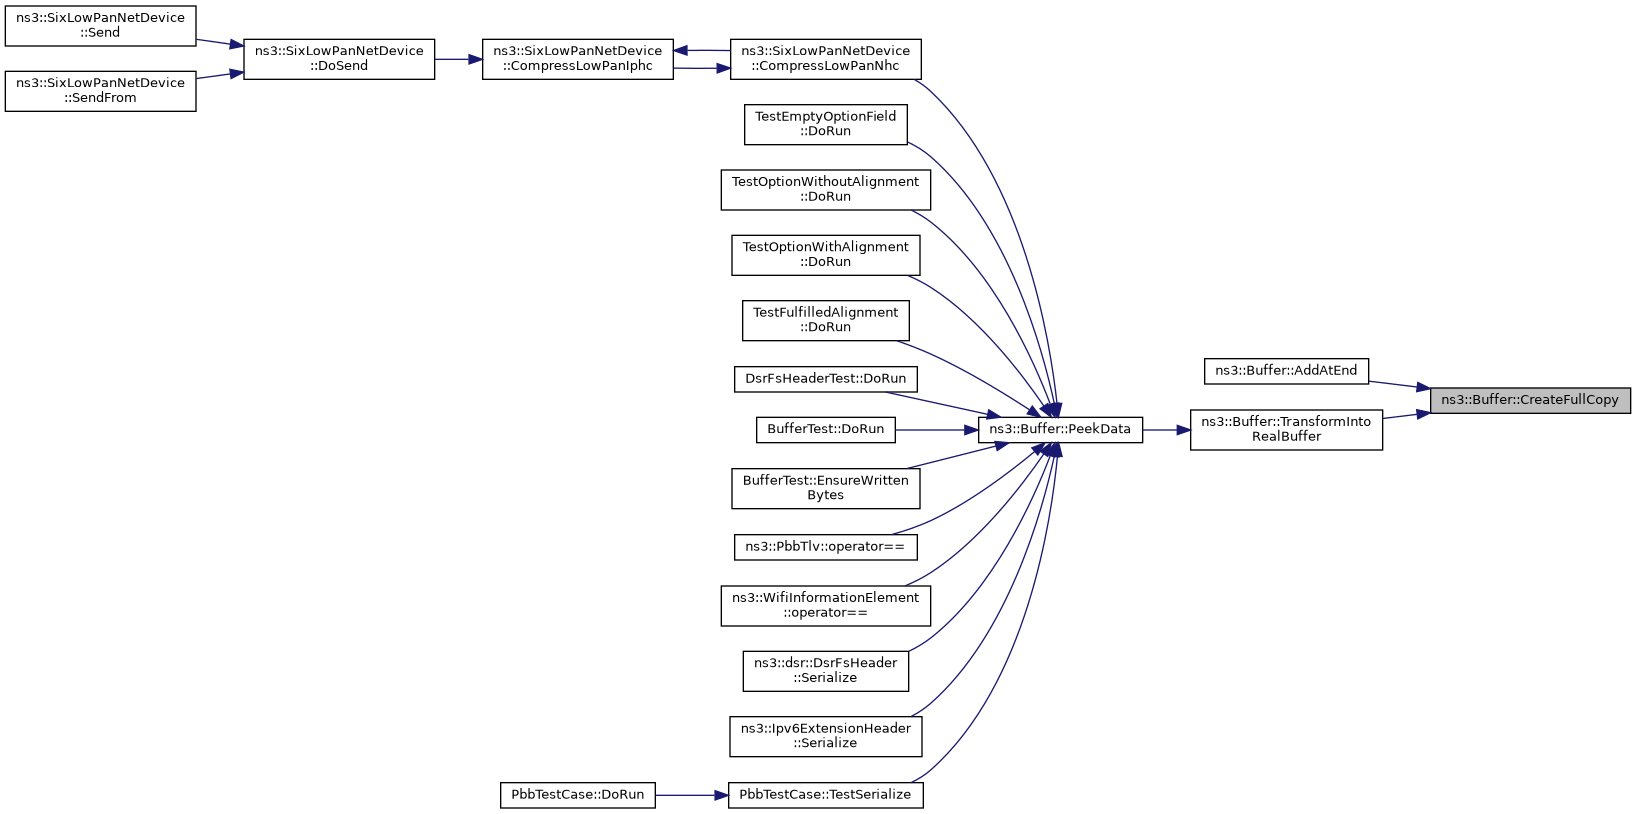 ns3::SixLowPanNetDevice
::Send
ns3::SixLowPanNetDevice
::SendFrom
ns3::SixLowPanNetDevice
::DoSend
ns3::SixLowPanNetDevice
::CompressLowPanIphc
ns3::SixLowPanNetDevice
::CompressLowPanNhc
TestEmptyOptionField
::DoRun
TestOptionWithoutAlignment
::DoRun
TestOptionWithAlignment
::DoRun
TestFulfilledAlignment
::DoRun
DsrFsHeaderTest::DoRun
BufferTest::DoRun
BufferTest::EnsureWritten
Bytes
ns3::PbbTlv::operator==
ns3::WifiInformationElement
::operator==
ns3::dsr::DsrFsHeader
::Serialize
ns3::Ipv6ExtensionHeader
::Serialize
PbbTestCase::DoRun
PbbTestCase::TestSerialize
ns3::Buffer::PeekData
ns3::Buffer::AddAtEnd
ns3::Buffer::TransformInto
RealBuffer
ns3::Buffer::CreateFullCopy